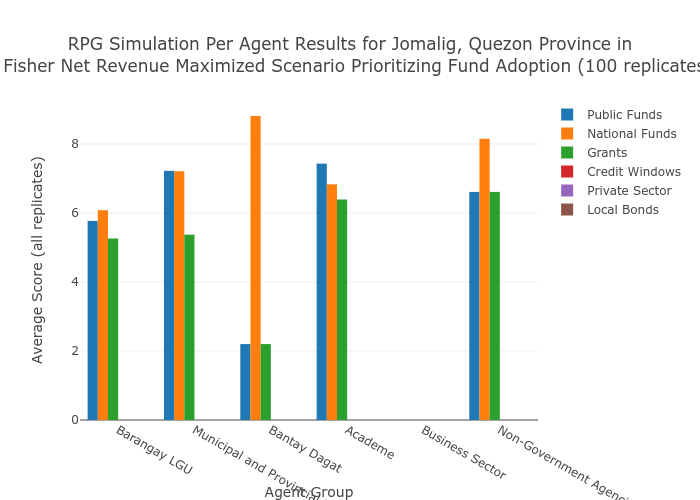 RPG Simulation Per Agent Results for Jomalig, Quezon Province in
Fisher Net Revenue Maximized Scenario Prioritizing Fund Adoption (100 replicates
Public Funds
National Funds
Grants
Credit Windows
Private Sector
Local Bonds
Average Score (all replicates)
8
6
4
2
0
Barangay LGU
Municipal and
Bantay Dagat
Academe
Business Sector
Non-Government
Agent Group